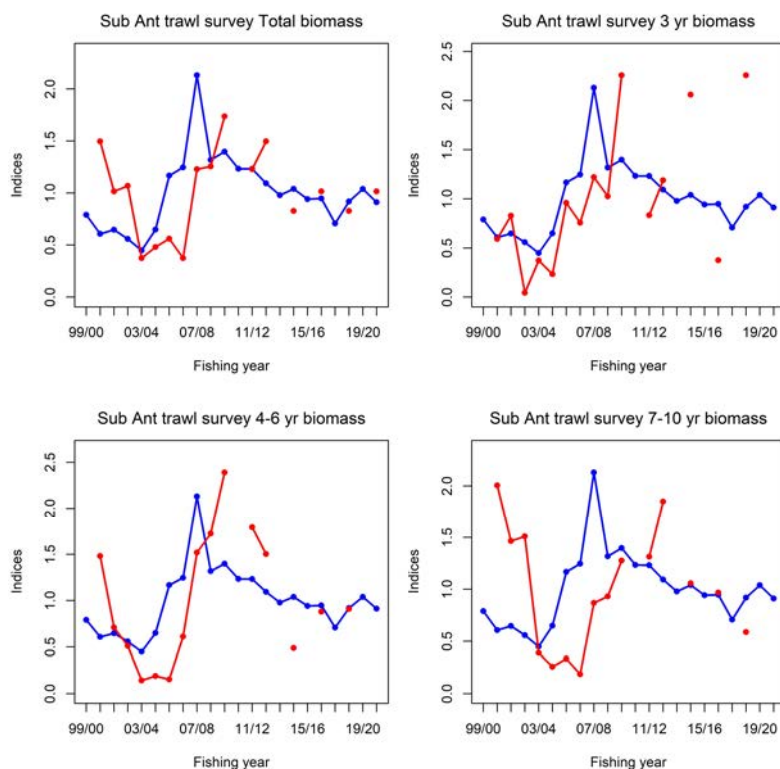 Sub Ant trawl survey Total biomass
Indices
0.0 0.5 1.0 1.5 2.0
99/00 03/04 07/08 11/12 15/16 19/20
Fishing year
Sub Ant trawl survey 3 yr biomass
Indices
0.0 0.5 1.0 1.5 2.0 2.5
99/00 03/04 07/08 11/12 15/16 19/20
Fishing year
Sub Ant trawl survey 4-6 yr biomass
Indices
0.0 0.5 1.0 1.5 2.0 2.5
99/00 03/04 07/08 11/12 15/16 19/20
Fishing year
Sub Ant trawl survey 7-10 yr biomass
Indices
0.0 0.5 1.0 1.5 2.0
99/00 03/04 07/08 11/12 15/16 19/20
Fishing year